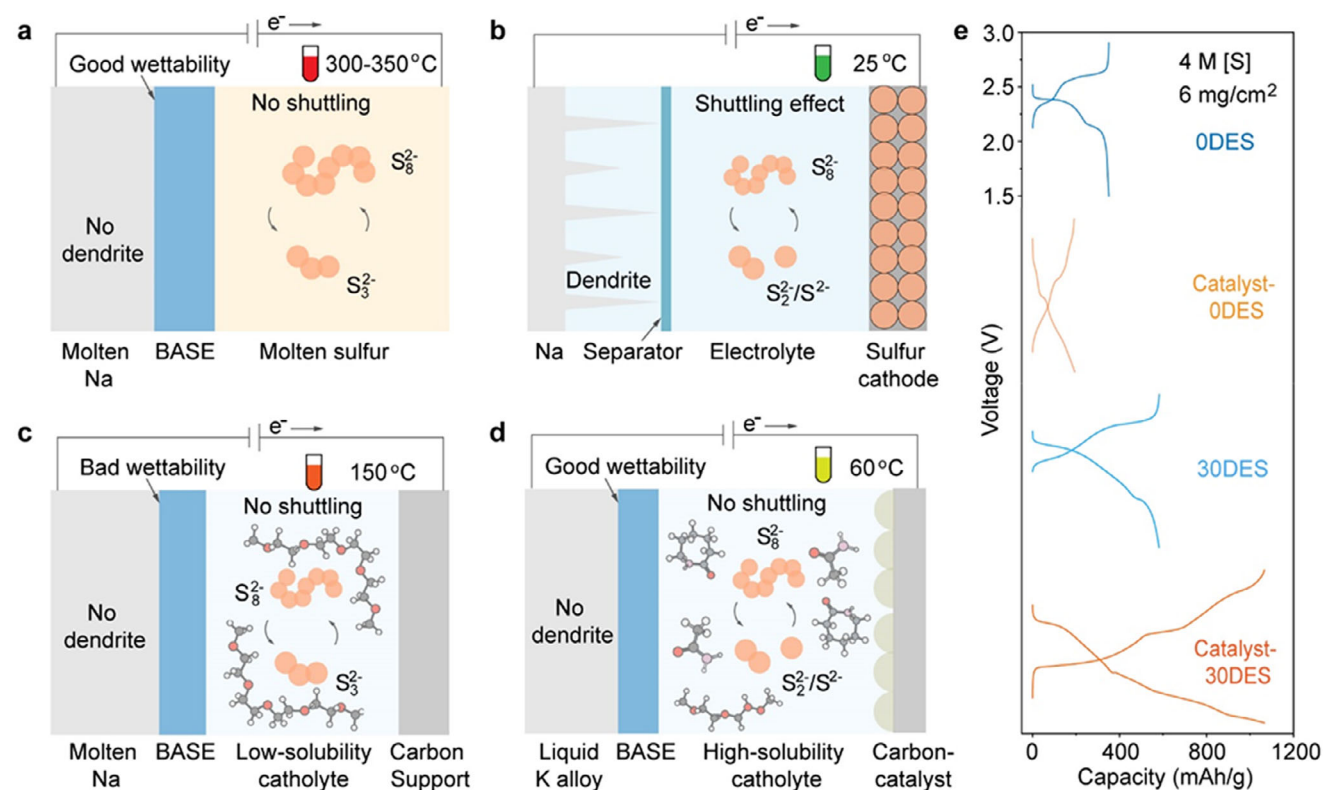 a
e⁻
Good wettability
300-350°C
No shuttling
S₈²⁻
No
dendrite
S₃²⁻
Molten
Na
BASE
Molten sulfur
b
e⁻
25°C
Shuttling effect
S₈²⁻
Dendrite
S₂²⁻/S²⁻
Na
Separator
Electrolyte
Sulfur
cathode
c
e⁻
Bad wettability
150°C
No shuttling
S₈²⁻
No
dendrite
S₃²⁻
Molten
Na
BASE
Low-solubility
catholyte
Carbon
Support
d
e⁻
Good wettability
60°C
No shuttling
S₈²⁻
No
dendrite
S₂²⁻/S²⁻
Liquid
K alloy
BASE
High-solubility
catholyte
Carbon-
catalyst
e
3.0
2.5
2.0
1.5
Voltage (V)
4 M [S]
6 mg/cm²
0DES
Catalyst-
0DES
30DES
Catalyst-
30DES
0
400
800
1200
Capacity (mAh/g)